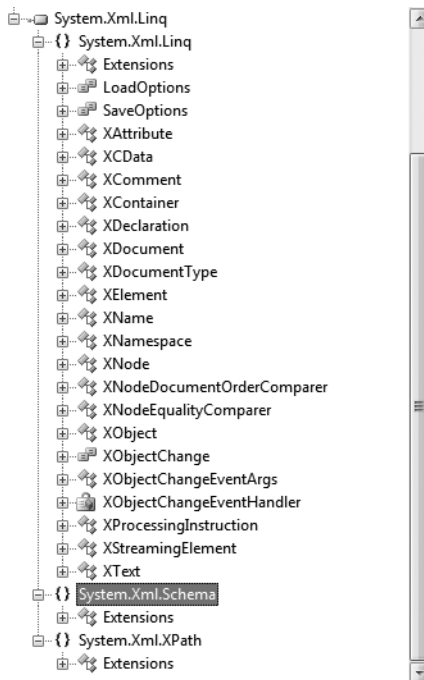 System.Xml.Linq
System.Xml.Linq
Extensions
LoadOptions
SaveOptions
XAttribute
XCData
XComment
XContainer
XDeclaration
XDocument
XDocumentType
XElement
XName
XNamespace
XNode
XNodeDocumentOrderComparer
XNodeEqualityComparer
XObject
XObjectChange
XObjectChangeEventArgs
XObjectChangeEventHandler
XProcessingInstruction
XStreamingElement
XText
System.Xml.Schema
Extensions
System.Xml.XPath
Extensions